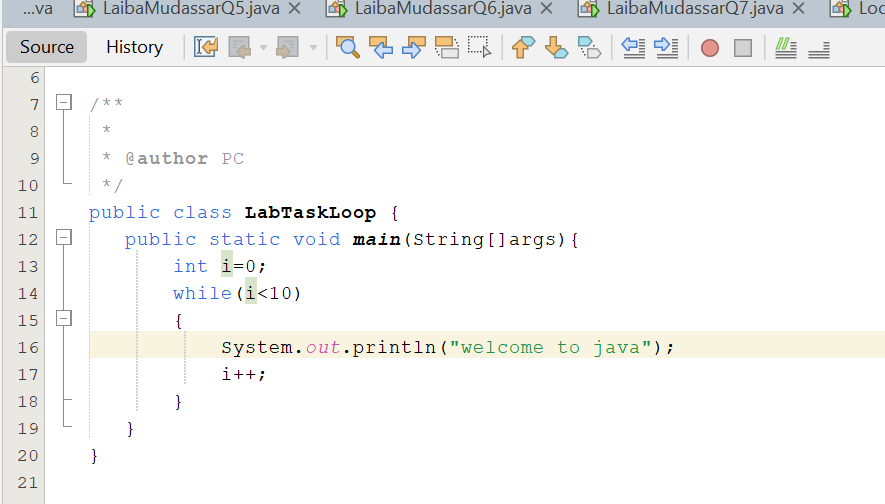 ...va LaibaMudassarQ5.java LaibaMudassarQ6.java LaibaMudassarQ7.java Loo
Source History
6
7 /**
8 *
9 * @author PC
10 */
11 public class LabTaskLoop {
12 public static void main(String[]args){
13 int i=0;
14 while(i<10)
15 {
16 System.out.println("welcome to java");
17 i++;
18 }
19 }
20 }
21